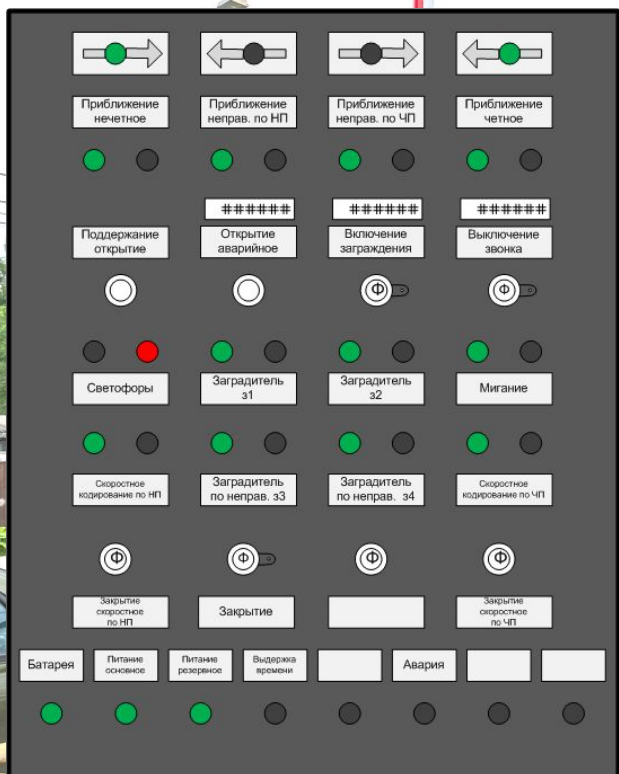 Приближение
нечетное
Приближение
неправ. по НП
Приближение
неправ. по ЧП
Приближение
четное
######
######
######
Поддержание
открытие
Открытие
аварийное
Включение
заграждения
Выключение
звонка
Ф
Ф
Светофоры
Заградитель
з1
Заградитель
з2
Мигание
Скоростное
кодирование по НП
Заградитель
по неправ. з3
Заградитель
по неправ. з4
Скоростное
кодирование по ЧП
Ф
Ф
Ф
Ф
Закрытие
скоростное
по НП
Закрытие
Закрытие
скоростное
по ЧП
Батарея
Питание
основное
Питание
резервное
Выдержка
времени
Авария